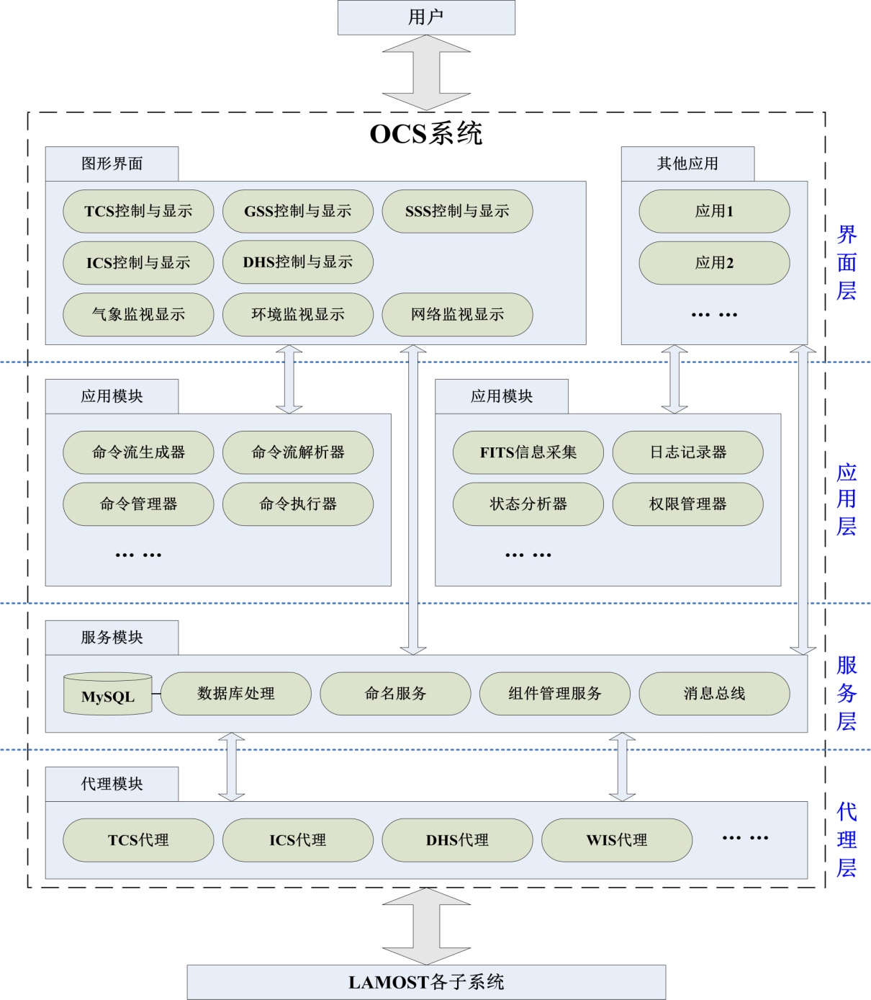 用户
OCS系统
图形界面
其他应用
TCS控制与显示
GSS控制与显示
SSS控制与显示
应用1
ICS控制与显示
DHS控制与显示
应用2
气象监视显示
环境监视显示
网络监视显示
... ...
界面层
应用模块
应用模块
命令流生成器
命令流解析器
FITS信息采集
日志记录器
命令管理器
命令执行器
状态分析器
权限管理器
... ...
... ...
应用层
服务模块
MySQL
数据库处理
命名服务
组件管理服务
消息总线
服务层
代理模块
TCS代理
ICS代理
DHS代理
WIS代理
... ...
代理层
LAMOST各子系统